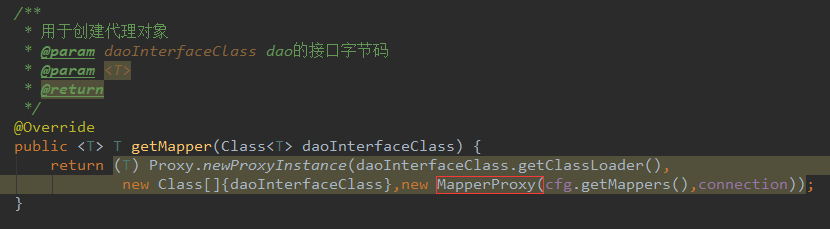 /**
* 用于创建代理对象
* @param daoInterfaceClass dao的接口字节码
* @param <T>
* @return
*/
@Override
public <T> T getMapper(Class<T> daoInterfaceClass) {
return (T) Proxy.newProxyInstance(daoInterfaceClass.getClassLoader(),
new Class[]{daoInterfaceClass},new MapperProxy(cfg.getMappers(),connection));
}